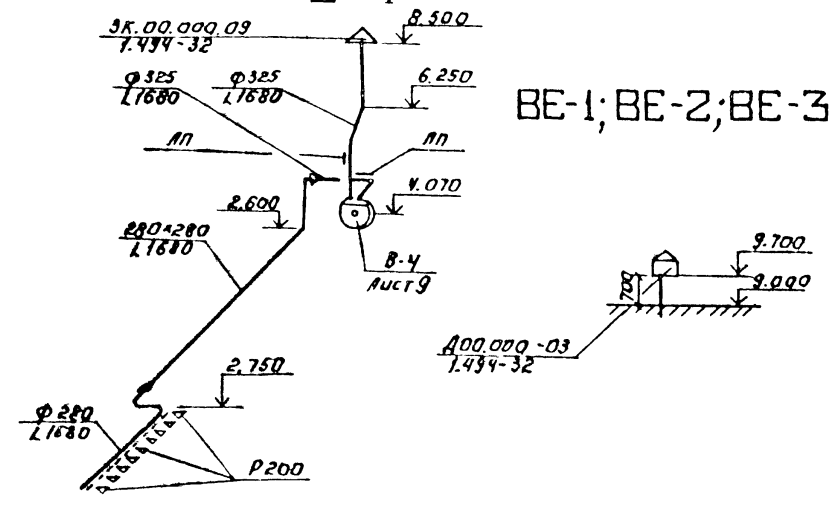 ЗК.00.000.09
1.494-32
8.500
ф325
L1680
ф325
L1680
6.250
ВЕ-1; ВЕ-2; ВЕ-3
ЛП
ЛП
4.070
2.600
280×280
L1680
В-4
Лист 9
9.700
700
9.000
Д00.000-03
1.494-32
2.750
ф280
L1680
Р200